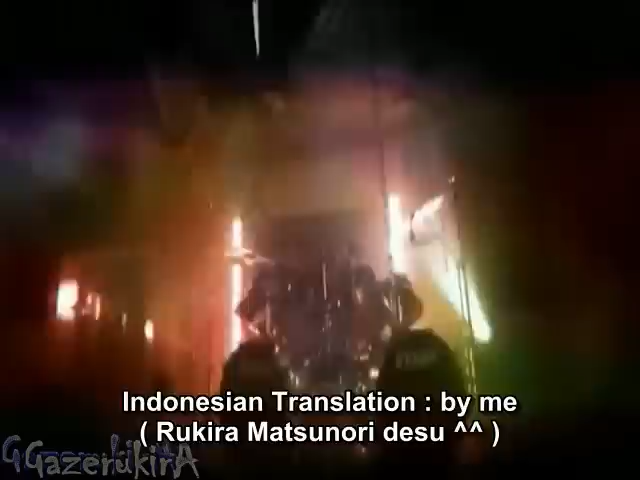 Indonesian Translation : by me
( Rukira Matsunori desu ^^ )
GazerukirA